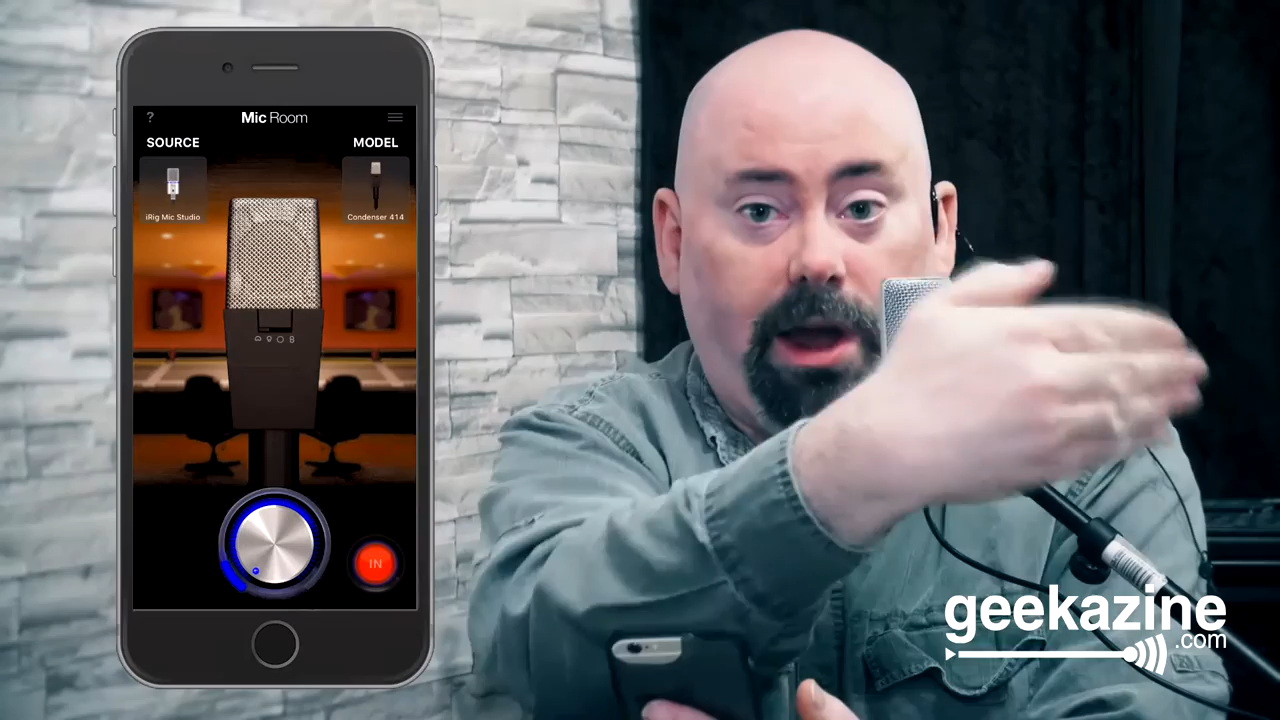 ?
Mic Room
SOURCE
MODEL
iRig Mic Studio
Condenser 414
IN
geekazine
.com